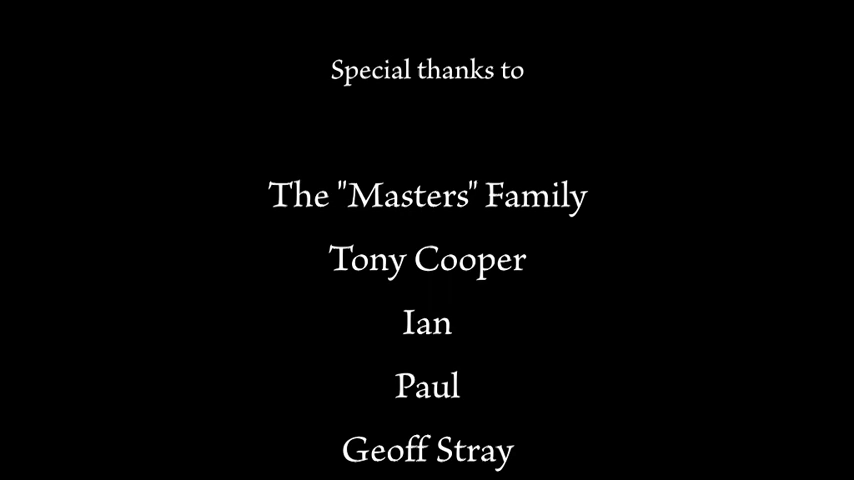 Special thanks to
The "Masters" Family
Tony Cooper
Ian
Paul
Geoff Stray